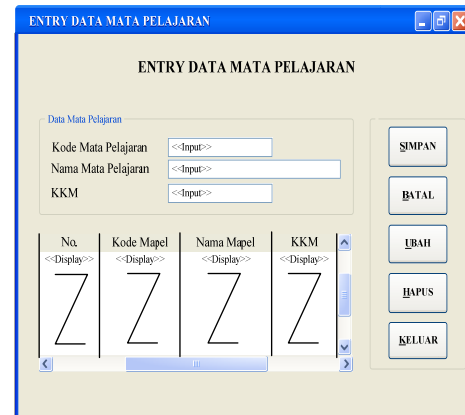 ENTRY DATA MATA PELAJARAN
ENTRY DATA MATA PELAJARAN
Data Mata Pelajaran
Kode Mata Pelajaran <<Input>>
Nama Mata Pelajaran <<Input>>
KKM <<Input>>
SIMPAN
BATAL
UBAH
HAPUS
KELUAR
No. Kode Mapel Nama Mapel KKM
<<Display>> <<Display>> <<Display>> <<Display>>